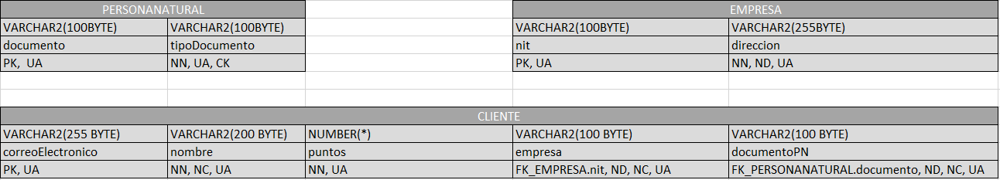 PERSONANATURAL EMPRESA
VARCHAR2(100BYTE) VARCHAR2(100BYTE) VARCHAR2(100BYTE) VARCHAR2(255BYTE)
documento tipoDocumento nit direccion
PK, UA NN, UA, CK PK, UA NN, ND, UA
CLIENTE
VARCHAR2(255 BYTE) VARCHAR2(200 BYTE) NUMBER(*) VARCHAR2(100 BYTE) VARCHAR2(100 BYTE)
correoElectronico nombre puntos empresa documentoPN
PK, UA NN, NC, UA NN, UA FK_EMPRESA.nit, ND, NC, UA FK_PERSONANATURAL.documento, ND, NC, UA